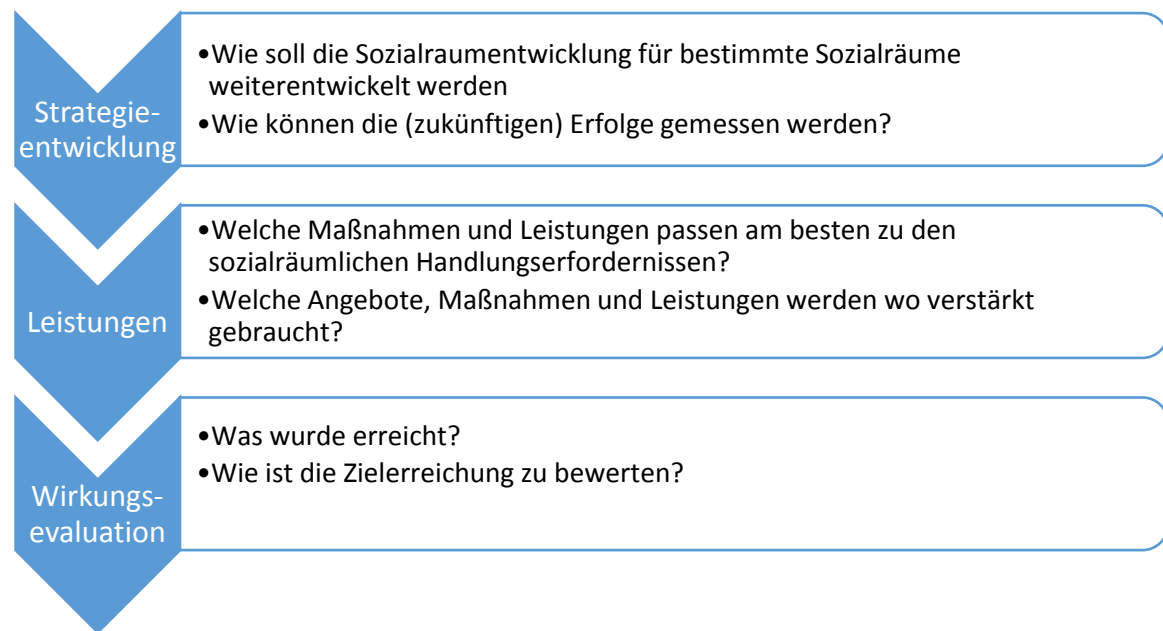 Strategie-
entwicklung
•Wie soll die Sozialraumentwicklung für bestimmte Sozialräume
weiterentwickelt werden
•Wie können die (zukünftigen) Erfolge gemessen werden?
Leistungen
•Welche Maßnahmen und Leistungen passen am besten zu den
sozialräumlichen Handlungserfordernissen?
•Welche Angebote, Maßnahmen und Leistungen werden wo verstärkt
gebraucht?
Wirkungs-
evaluation
•Was wurde erreicht?
•Wie ist die Zielerreichung zu bewerten?